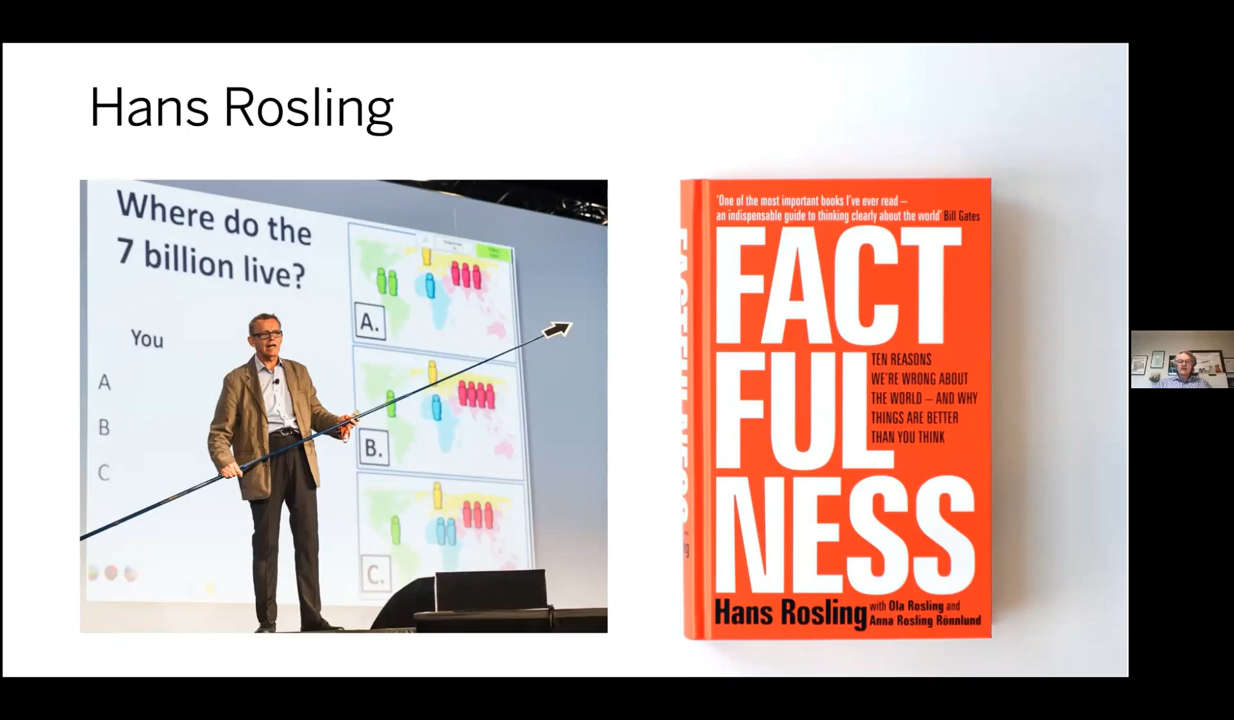 Hans Rosling
Where do the
7 billion live?
You
A
B
C
A.
B.
C.
'One of the most important books I've ever read –
an indispensable guide to thinking clearly about the world' Bill Gates
FACT
FUL
NESS
TEN REASONS
WE'RE WRONG ABOUT
THE WORLD – AND WHY
THINGS ARE BETTER
THAN YOU THINK
Hans Rosling with Ola Rosling and
Anna Rosling Rönnlund